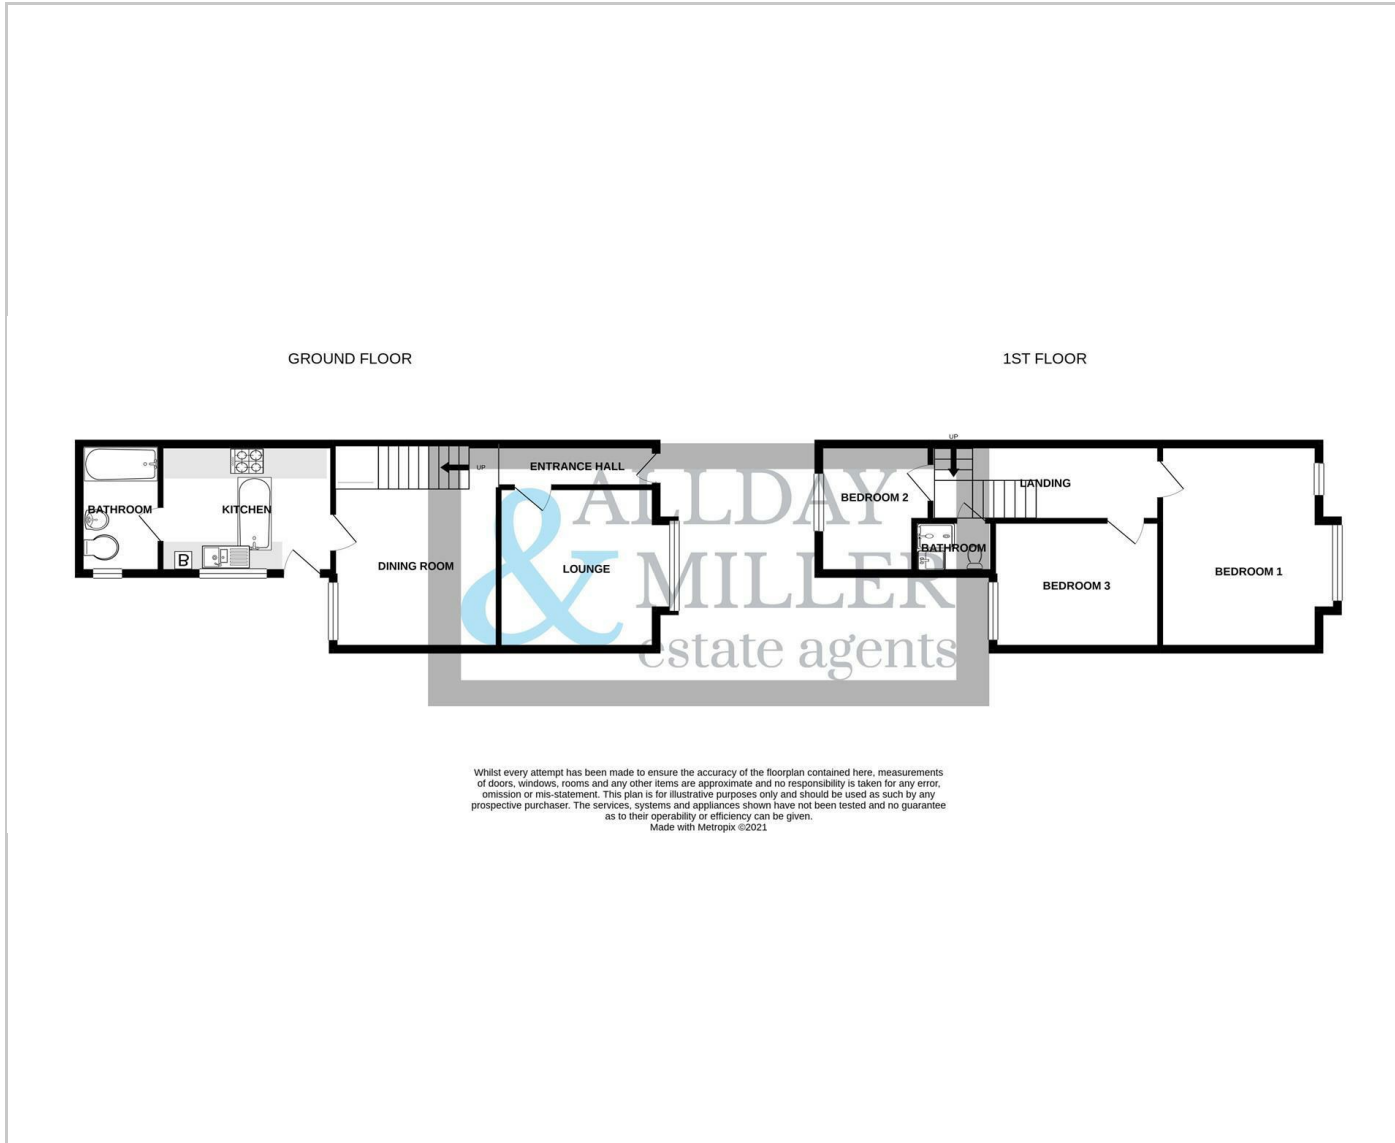 GROUND FLOOR
1ST FLOOR
UP
ENTRANCE HALL
BATHROOM
KITCHEN
B
DINING ROOM
LOUNGE
UP
BEDROOM 2
LANDING
BATHROOM
BEDROOM 3
BEDROOM 1
ALLDAY
& MILLER
estate agents
Whilst every attempt has been made to ensure the accuracy of the floorplan contained here, measurements
of doors, windows, rooms and any other items are approximate and no responsibility is taken for any error,
omission or mis-statement. This plan is for illustrative purposes only and should be used as such by any
prospective purchaser. The services, systems and appliances shown have not been tested and no guarantee
as to their operability or efficiency can be given.
Made with Metropix ©2021